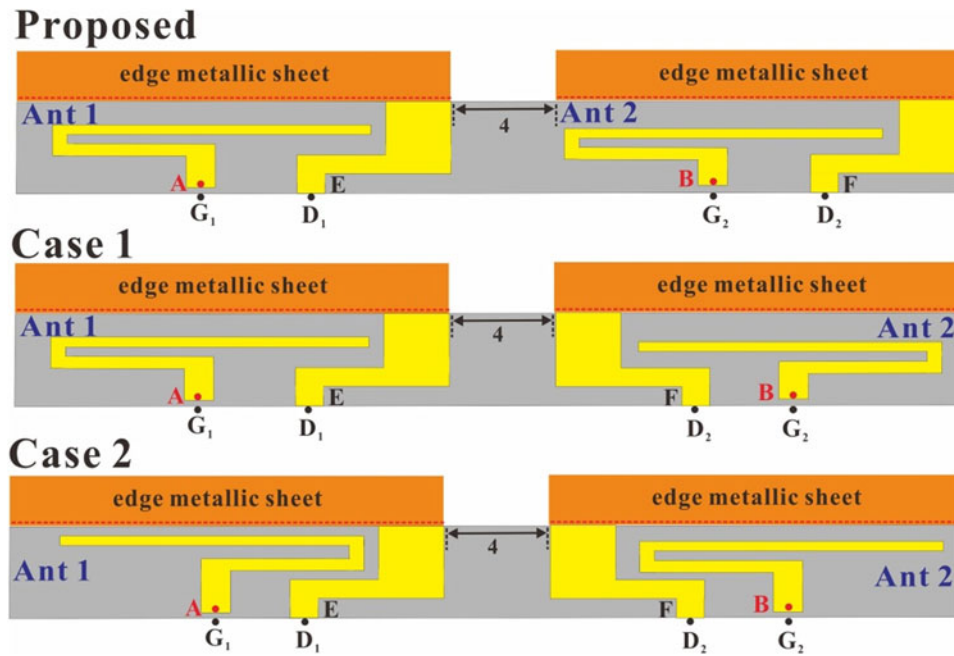 Proposed
edge metallic sheet edge metallic sheet
Ant 1 4 Ant 2
A E B F
G1 D1 G2 D2
Case 1
edge metallic sheet edge metallic sheet
Ant 1 4 Ant 2
A E F B
G1 D1 D2 G2
Case 2
edge metallic sheet edge metallic sheet
4
Ant 1 Ant 2
A E F B
G1 D1 D2 G2